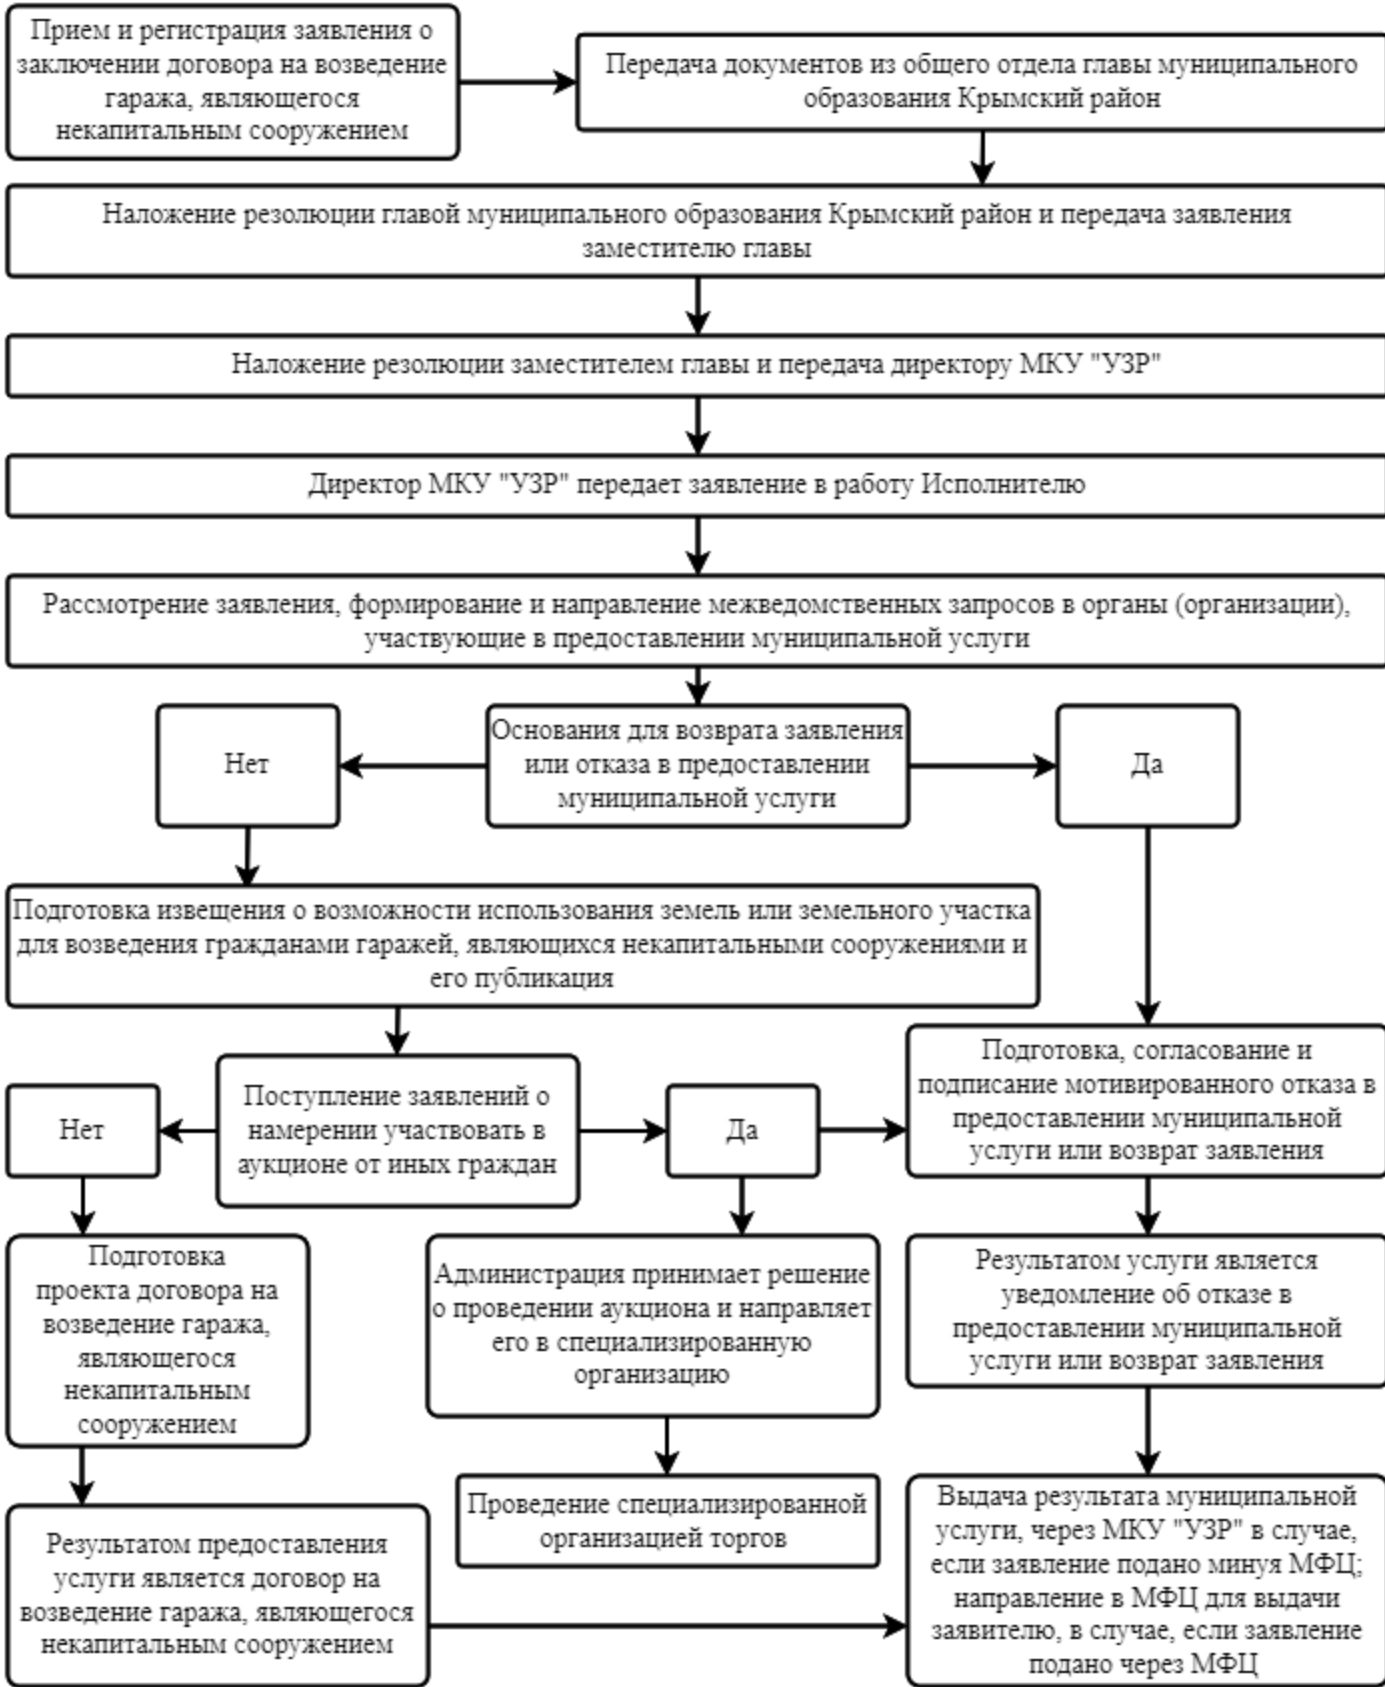 Прием и регистрация заявления о
заключении договора на возведение
гаража, являющегося
некапитальным сооружением
Передача документов из общего отдела главы муниципального
образования Крымский район
Наложение резолюции главой муниципального образования Крымский район и передача заявления
заместителю главы
Наложение резолюции заместителем главы и передача директору МКУ "УЗР"
Директор МКУ "УЗР" передает заявление в работу Исполнителю
Рассмотрение заявления, формирование и направление межведомственных запросов в органы (организации),
участвующие в предоставлении муниципальной услуги
Нет
Основания для возврата заявления
или отказа в предоставлении
муниципальной услуги
Да
Подготовка извещения о возможности использования земель или земельного участка
для возведения гражданами гаражей, являющихся некапитальными сооружениями и
его публикация
Нет
Поступление заявлений о
намерении участвовать в
аукционе от иных граждан
Да
Подготовка, согласование и
подписание мотивированного отказа в
предоставлении муниципальной
услуги или возврат заявления
Подготовка
проекта договора на
возведение гаража,
являющегося
некапитальным
сооружением
Администрация принимает решение
о проведении аукциона и направляет
его в специализированную
организацию
Результатом услуги является
уведомление об отказе в
предоставлении муниципальной
услуги или возврат заявления
Результатом предоставления
услуги является договор на
возведение гаража, являющегося
некапитальным сооружением
Проведение специализированной
организацией торгов
Выдача результата муниципальной
услуги, через МКУ "УЗР" в случае,
если заявление подано минуя МФЦ;
направление в МФЦ для выдачи
заявителю, в случае, если заявление
подано через МФЦ